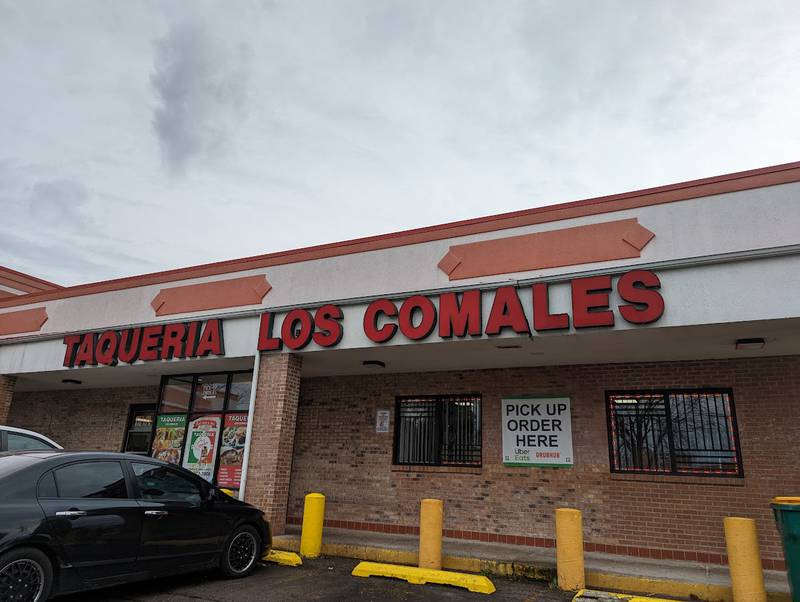 TAQUERIA LOS COMALES
TAQUERIA
PICK UP
ORDER
HERE
Uber
Eats
GRUBHUB